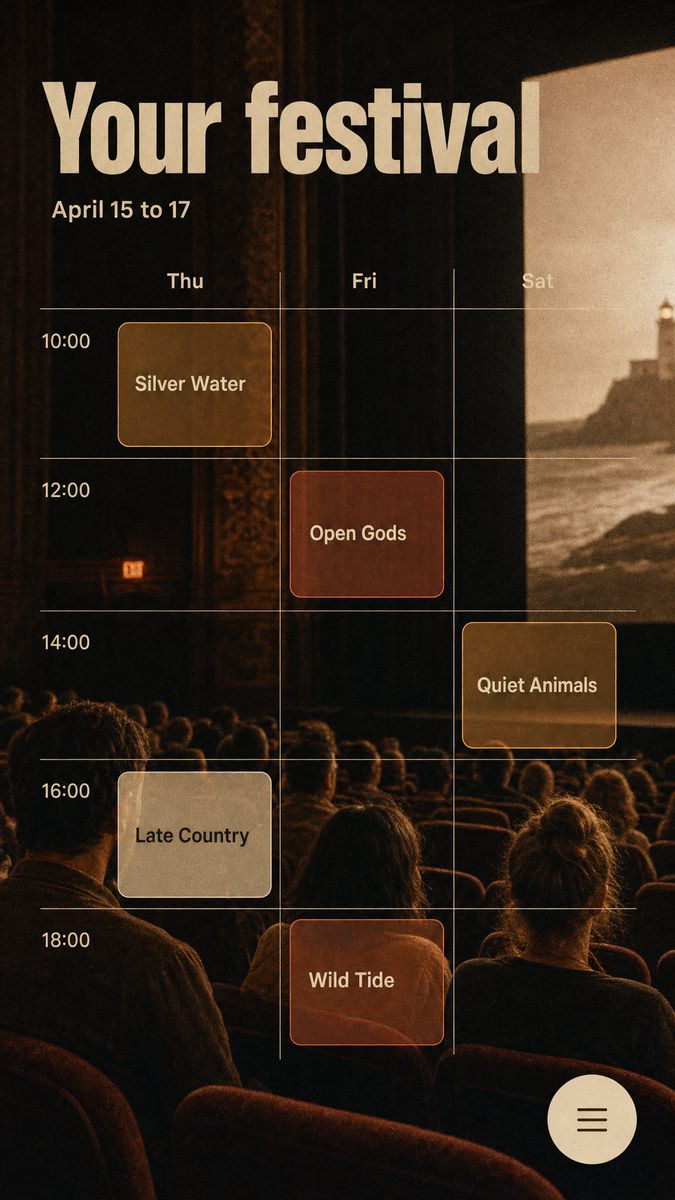 Your festival
April 15 to 17
Thu Fri Sat
10:00
Silver Water
12:00
Open Gods
14:00
Quiet Animals
16:00
Late Country
18:00
Wild Tide